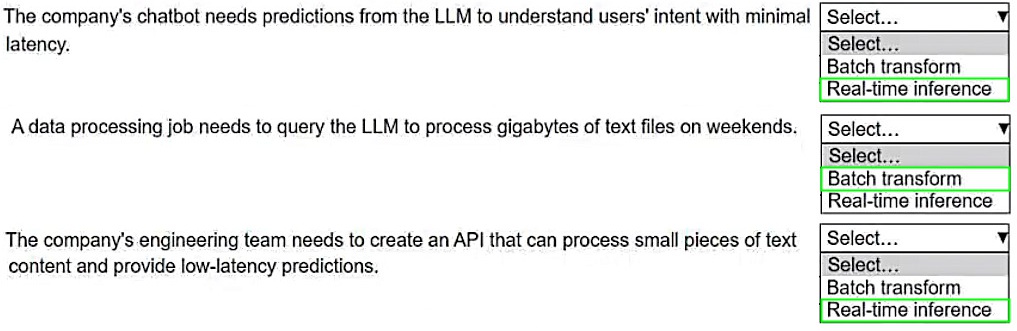 The company's chatbot needs predictions from the LLM to understand users' intent with minimal
latency.
Select...
Select...
Batch transform
Real-time inference
A data processing job needs to query the LLM to process gigabytes of text files on weekends.
Select...
Select...
Batch transform
Real-time inference
The company's engineering team needs to create an API that can process small pieces of text
content and provide low-latency predictions.
Select...
Select...
Batch transform
Real-time inference